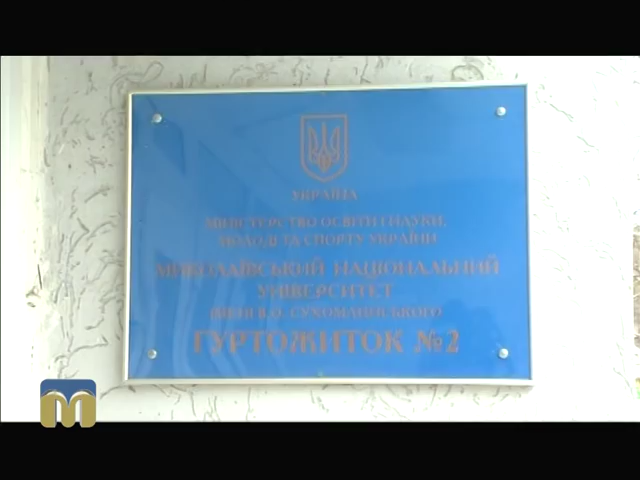 УКРАЇНА
МІНІСТЕРСТВО ОСВІТИ І НАУКИ,
МОЛОДІ ТА СПОРТУ УКРАЇНИ
МИКОЛАЇВСЬКИЙ НАЦІОНАЛЬНИЙ
УНІВЕРСИТЕТ
ІМЕНІ В.О. СУХОМЛИНСЬКОГО
ГУРТОЖИТОК №2
M